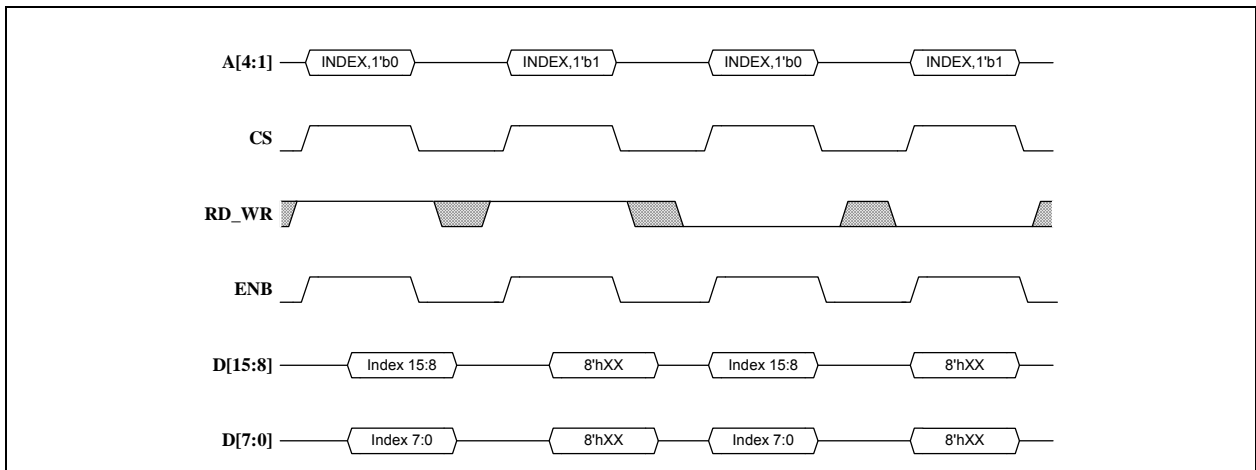 A[4:1] INDEX,1'b0 INDEX,1'b1 INDEX,1'b0 INDEX,1'b1
CS
RD_WR
ENB
D[15:8] Index 15:8 8'hXX Index 15:8 8'hXX
D[7:0] Index 7:0 8'hXX Index 7:0 8'hXX